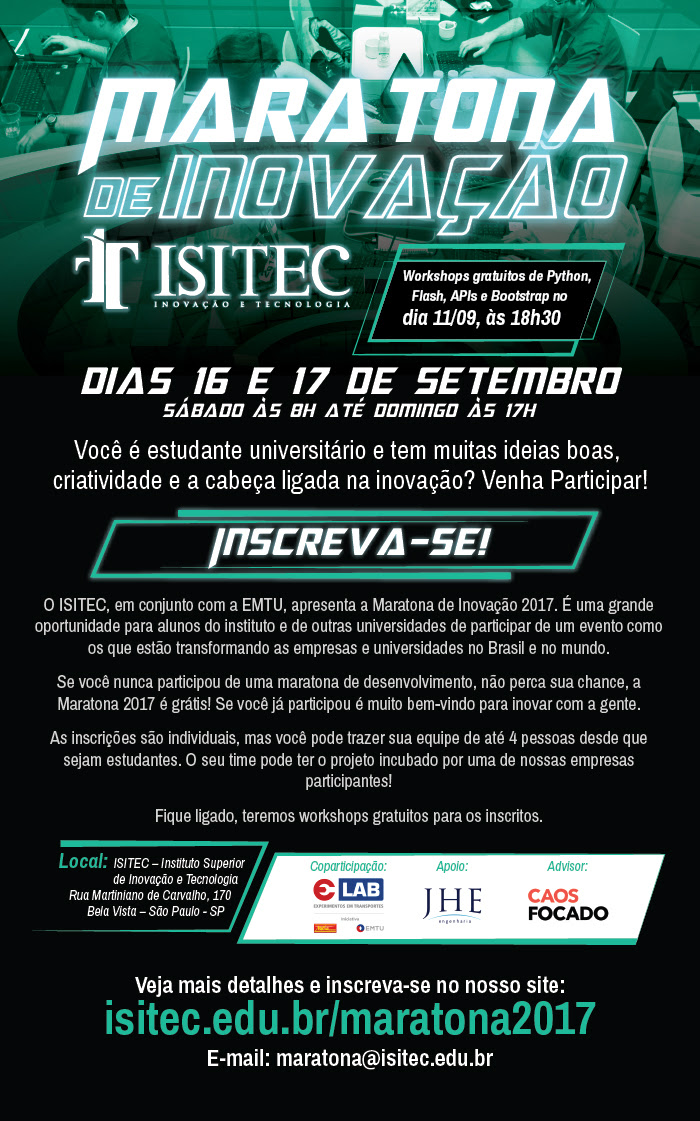 MARATONA
DE INOVAÇÃO
ISITEC
INOVAÇÃO E TECNOLOGIA
Workshops gratuitos de Python,
Flash, APIs e Bootstrap no
dia 11/09, às 18h30
DIAS 16 E 17 DE SETEMBRO
SÁBADO ÀS 8H ATÉ DOMINGO ÀS 17H
Você é estudante universitário e tem muitas ideias boas,
criatividade e a cabeça ligada na inovação? Venha Participar!
INSCREVA-SE!
O ISITEC, em conjunto com a EMTU, apresenta a Maratona de Inovação 2017. É uma grande
oportunidade para alunos do instituto e de outras universidades de participar de um evento como
os que estão transformando as empresas e universidades no Brasil e no mundo.
Se você nunca participou de uma maratona de desenvolvimento, não perca sua chance, a
Maratona 2017 é grátis! Se você já participou é muito bem-vindo para inovar com a gente.
As inscrições são individuais, mas você pode trazer sua equipe de até 4 pessoas desde que
sejam estudantes. O seu time pode ter o projeto incubado por uma de nossas empresas
participantes!
Fique ligado, teremos workshops gratuitos para os inscritos.
Local: ISITEC – Instituto Superior
de Inovação e Tecnologia
Rua Martiniano de Carvalho, 170
Bela Vista – São Paulo - SP
Coparticipação:
LAB
EXPERIMENTOS EM TRANSPORTES
iniciativa
EMTU
Apoio:
JHE
engenharia
Advisor:
CAOS
FOCADO
Veja mais detalhes e inscreva-se no nosso site:
isitec.edu.br/maratona2017
E-mail: maratona@isitec.edu.br